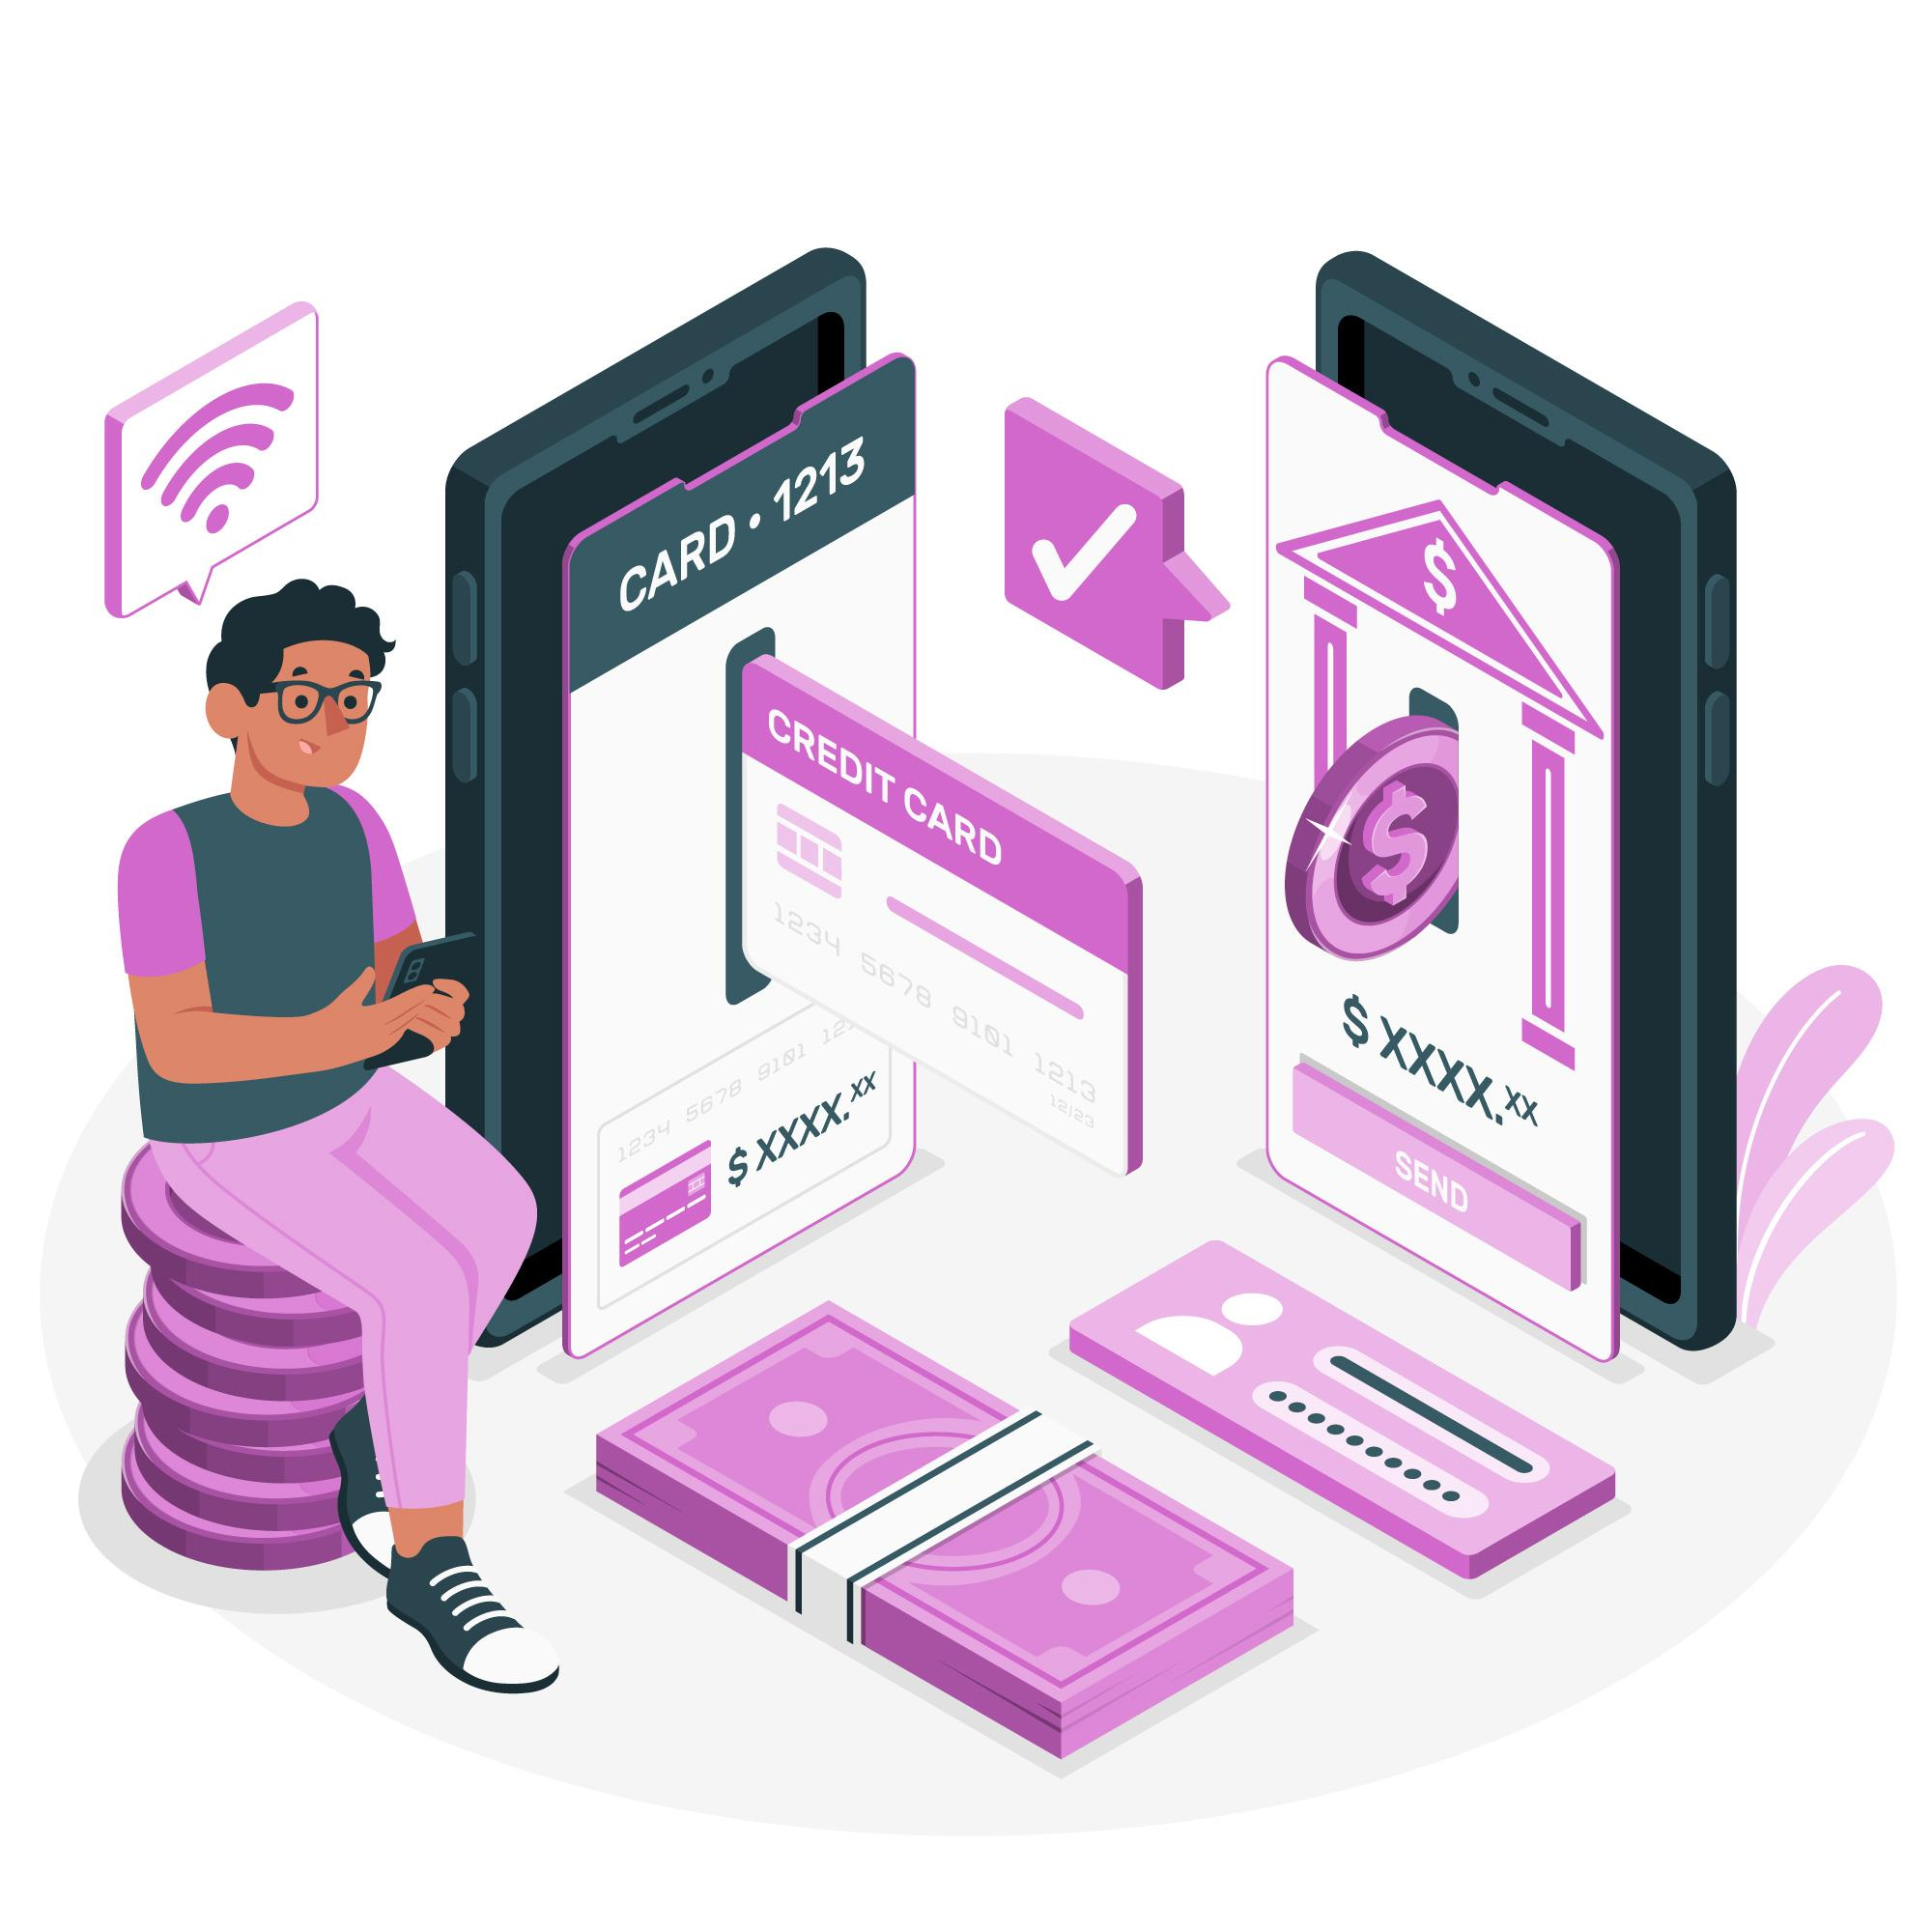 CARD · 1213
CREDIT CARD
1234 5678 9101 1213
12/23
1234 5678 9101
$ XXXX.XX
$
$
$ XXXX.XX
SEND